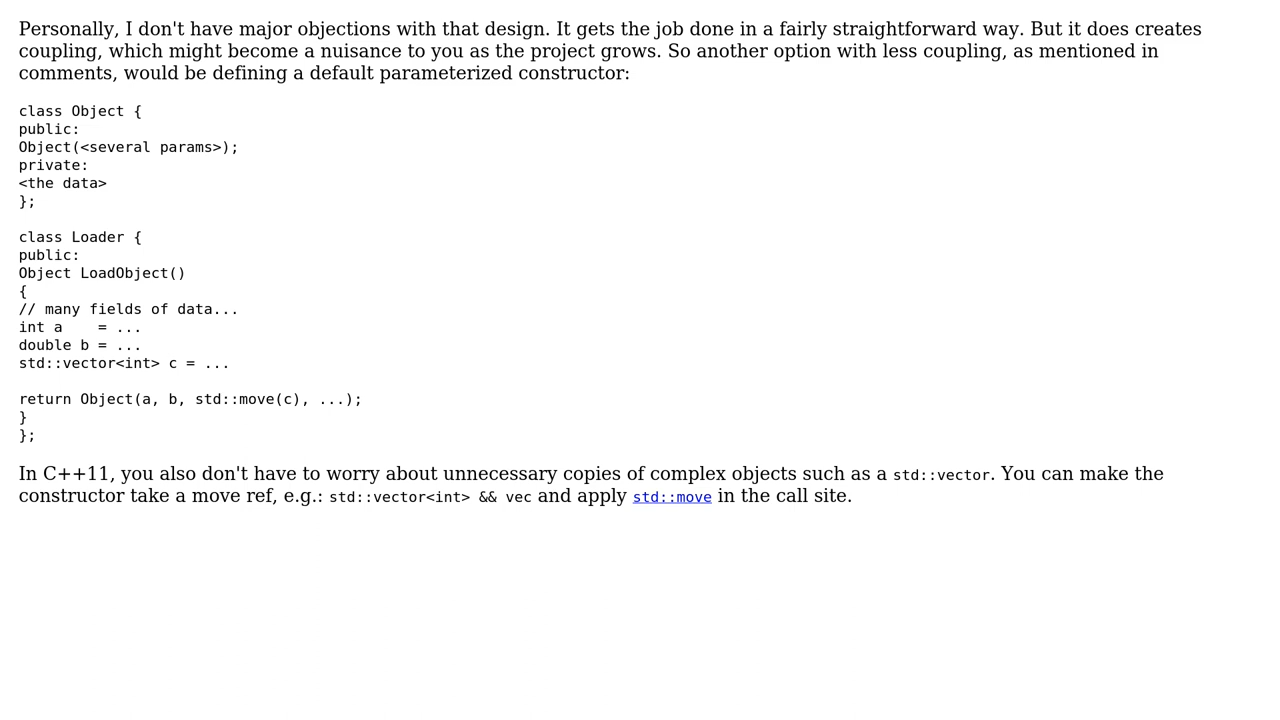 Personally, I don't have major objections with that design. It gets the job done in a fairly straightforward way. But it does creates
coupling, which might become a nuisance to you as the project grows. So another option with less coupling, as mentioned in
comments, would be defining a default parameterized constructor:
class Object {
public:
Object(<several params>);
private:
<the data>
};
class Loader {
public:
Object LoadObject()
{
// many fields of data...
int a    = ...
double b = ...
std::vector<int> c = ...
return Object(a, b, std::move(c), ...);
}
};
In C++11, you also don't have to worry about unnecessary copies of complex objects such as a std::vector. You can make the
constructor take a move ref, e.g.: std::vector<int> && vec and apply std::move in the call site.